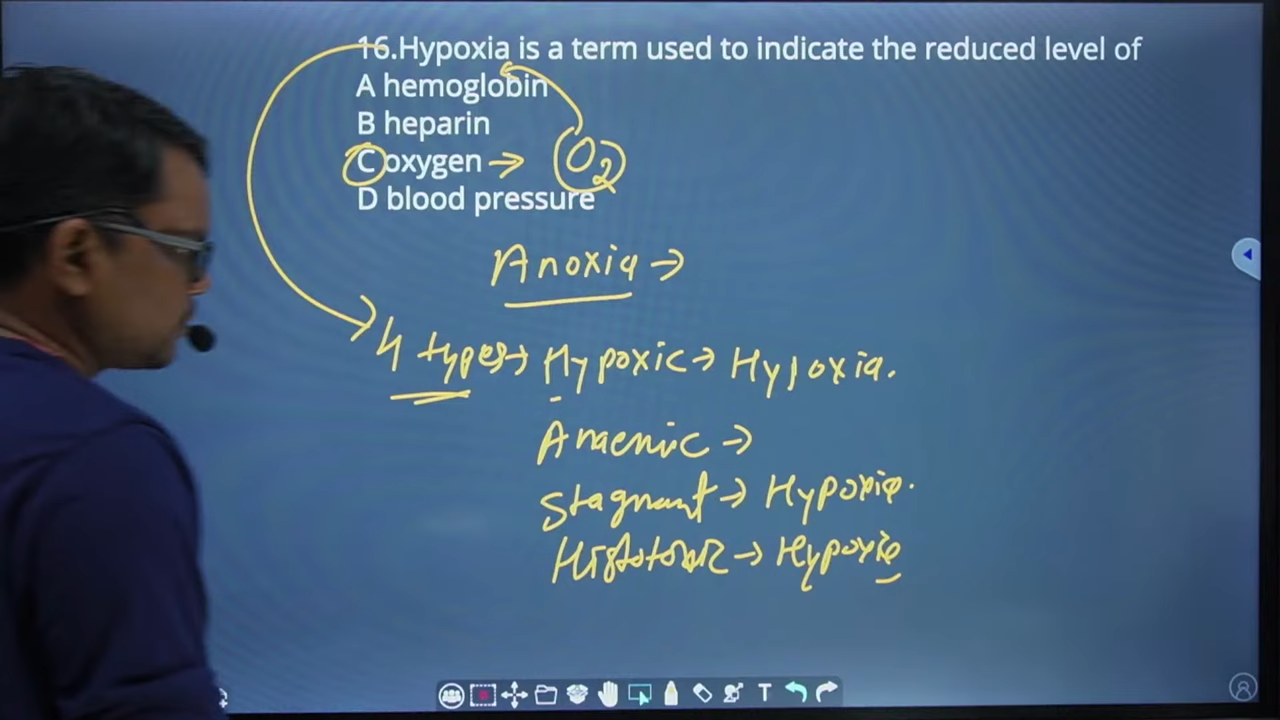 16.Hypoxia is a term used to indicate the reduced level of
A hemoglobin
B heparin
C oxygen → O2
D blood pressure
Anoxia →
4 types → Hypoxic → Hypoxia.
Anaemic →
Stagnant → Hypoxia.
Histotoxic → Hypoxia
T